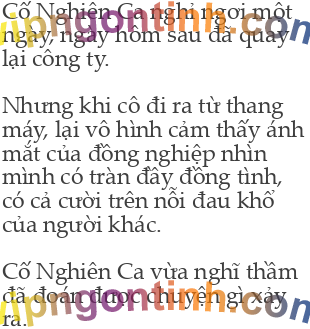 Cố Nghiên Ca nghỉ ngơi một
ngày, ngày hôm sau đã quay
lại công ty.
Nhưng khi cô đi ra từ thang
máy, lại vô hình cảm thấy ánh
mắt của đồng nghiệp nhìn
mình có tràn đầy đồng tình,
có cả cười trên nỗi đau khổ
của người khác.
Cố Nghiên Ca vừa nghĩ thầm
đã đoán được chuyện gì xảy
ra.
vipngontinh.com
vipngontinh.com